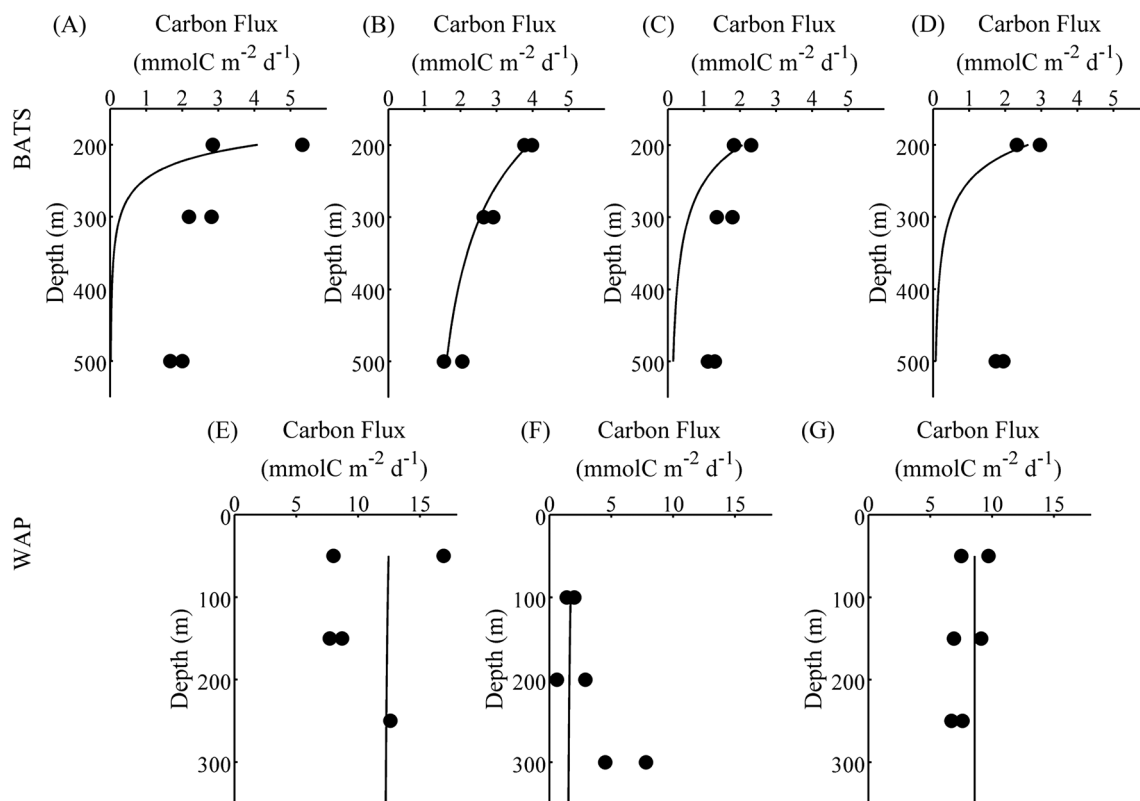 (A) Carbon Flux (B) Carbon Flux (C) Carbon Flux (D) Carbon Flux
(mmolC m-2 d-1) (mmolC m-2 d-1) (mmolC m-2 d-1) (mmolC m-2 d-1)
0 1 2 3 4 5 0 1 2 3 4 5 0 1 2 3 4 5 0 1 2 3 4 5
BATS
Depth (m) Depth (m) Depth (m) Depth (m)
200 200 200 200
300 300 300 300
400 400 400 400
500 500 500 500
(E) Carbon Flux (F) Carbon Flux (G) Carbon Flux
(mmolC m-2 d-1) (mmolC m-2 d-1) (mmolC m-2 d-1)
0 5 10 15 0 5 10 15 0 5 10 15
WAP
Depth (m) Depth (m) Depth (m)
0 0 0
100 100 100
200 200 200
300 300 300